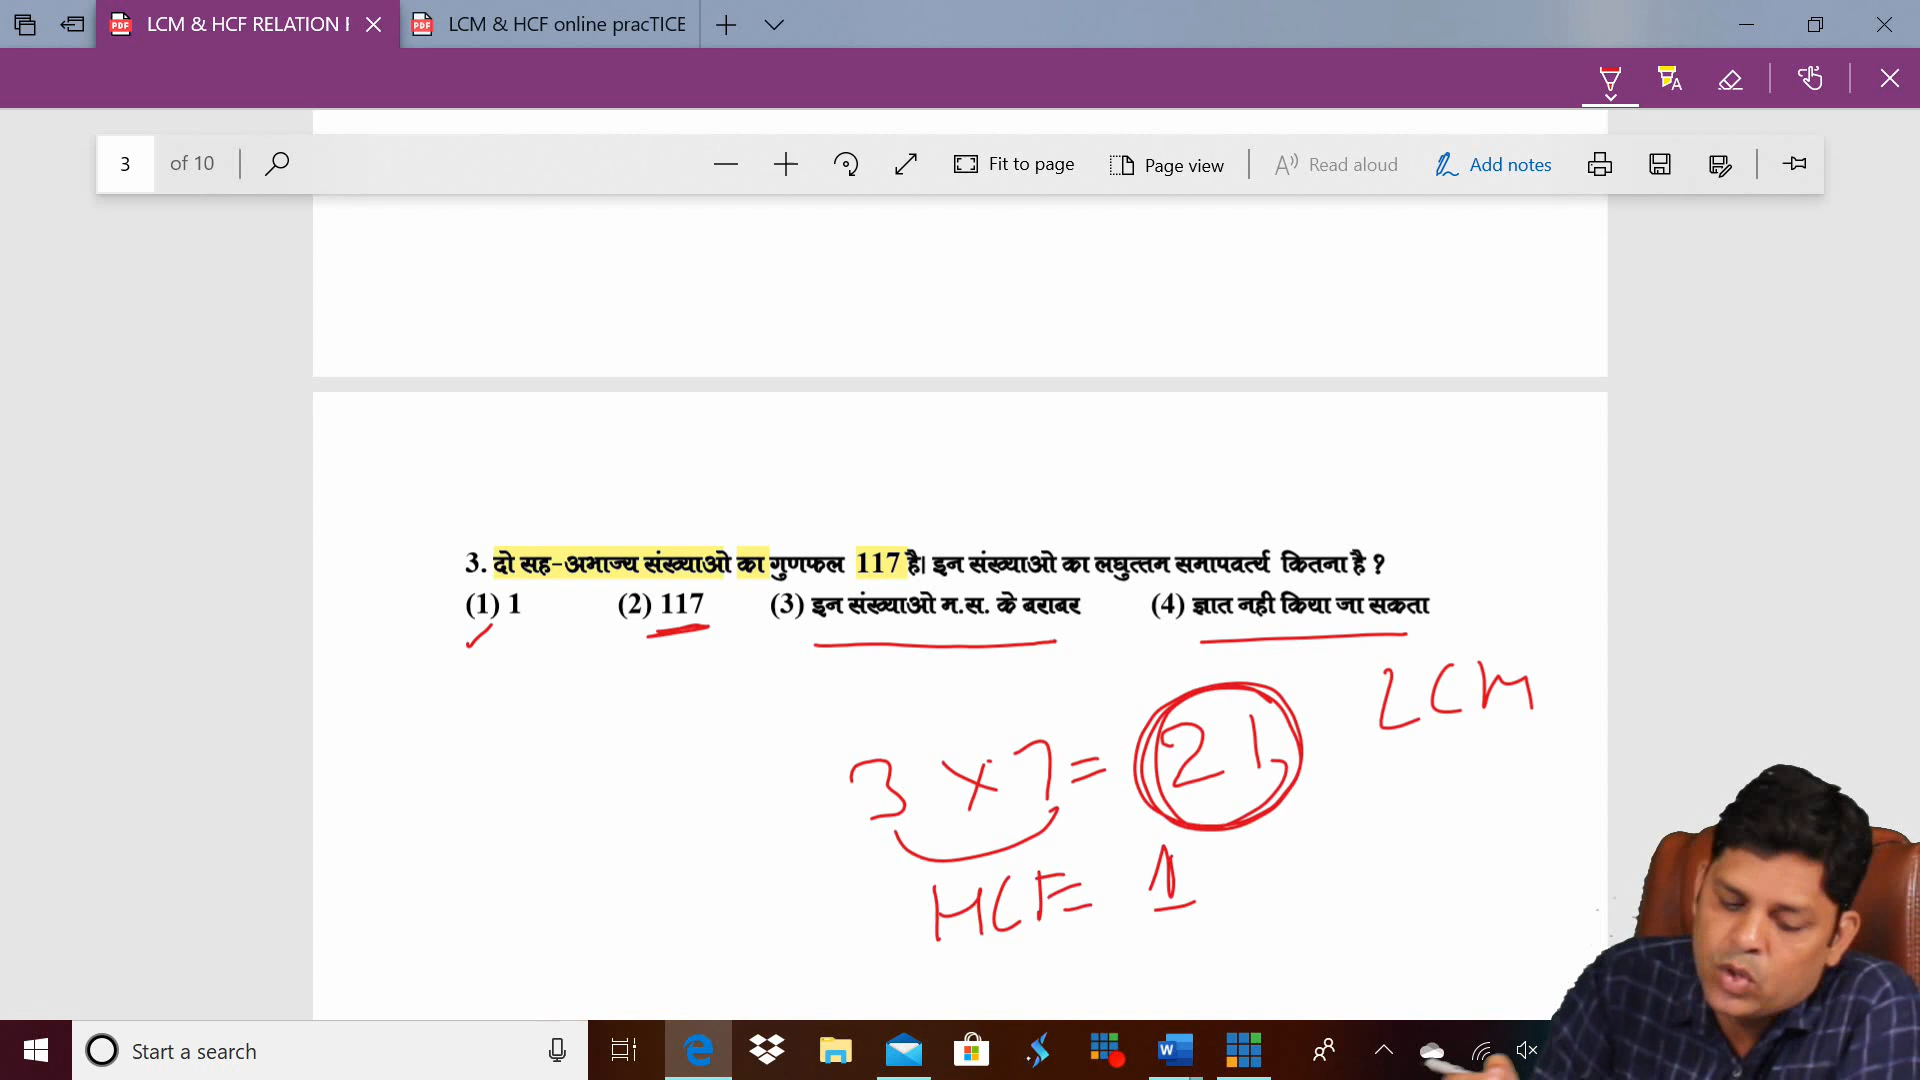 LCM & HCF RELATION F
LCM & HCF online pracTICE
3 of 10
Fit to page
Page view
Read aloud
Add notes
3. दो सह-अभाज्य संख्याओ का गुणफल 117 है। इन संख्याओ का लघुत्तम समापवर्त्य कितना है ?
(1) 1 (2) 117 (3) इन संख्याओ म.स. के बराबर (4) ज्ञात नही किया जा सकता
LCM
3 × 7 = 21
HCF = 1
Start a search